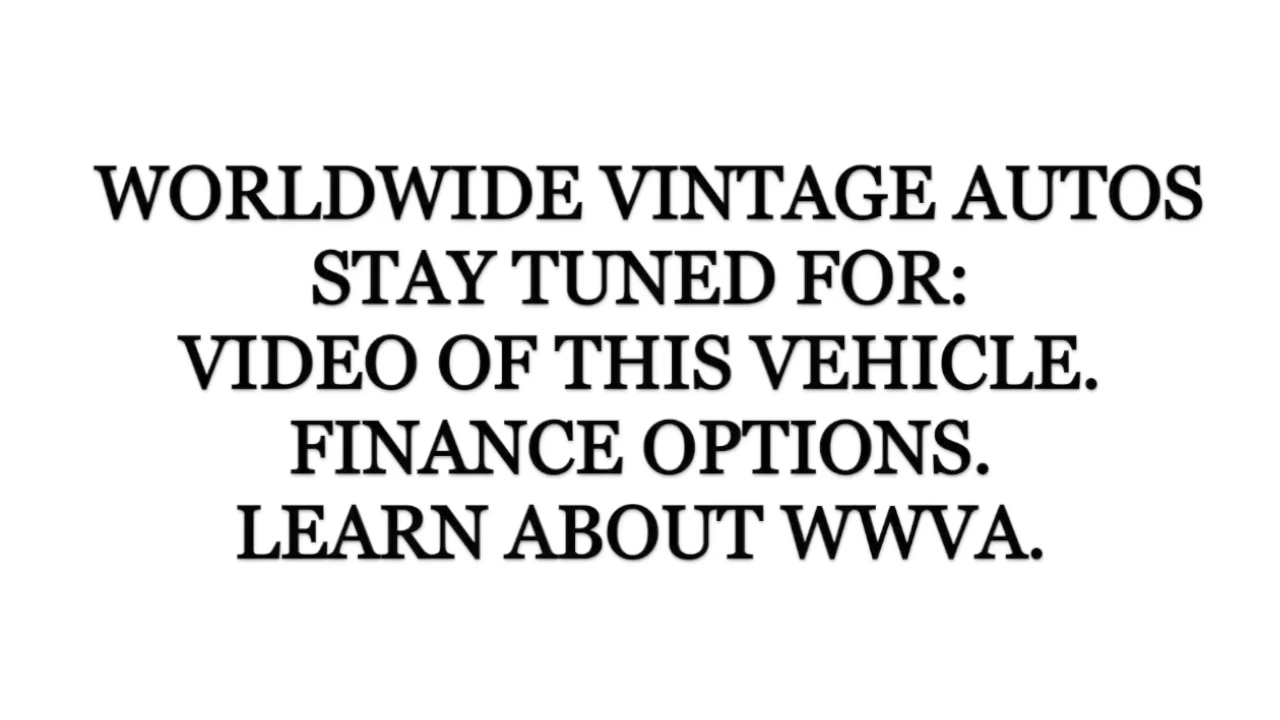 WORLDWIDE VINTAGE AUTOS
STAY TUNED FOR:
VIDEO OF THIS VEHICLE.
FINANCE OPTIONS.
LEARN ABOUT WWVA.